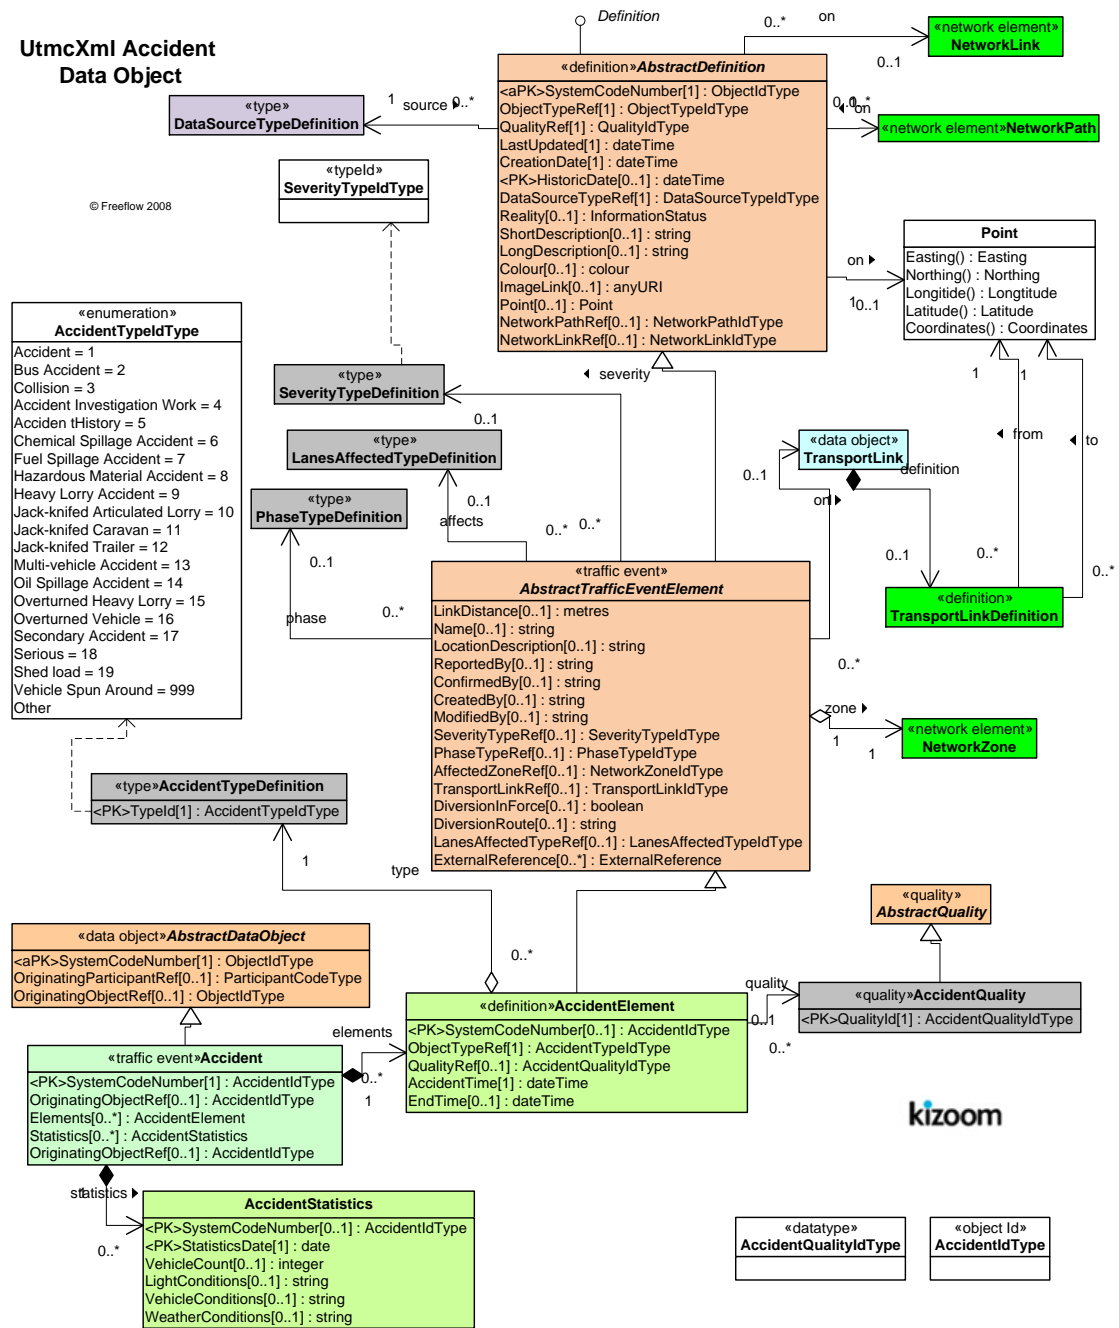 UtmcXml Accident
Data Object
Definition
0..*
on
0..1
«network element»
NetworkLink
«definition»AbstractDefinition
<aPK>SystemCodeNumber[1] : ObjectIdType
ObjectTypeRef[1] : ObjectTypeIdType
QualityRef[1] : QualityIdType
LastUpdated[1] : dateTime
CreationDate[1] : dateTime
<PK>HistoricDate[0..1] : dateTime
DataSourceTypeRef[1] : DataSourceTypeIdType
Reality[0..1] : InformationStatus
ShortDescription[0..1] : string
LongDescription[0..1] : string
Colour[0..1] : colour
ImageLink[0..1] : anyURI
Point[0..1] : Point
NetworkPathRef[0..1] : NetworkPathIdType
NetworkLinkRef[0..1] : NetworkLinkIdType
«type»
DataSourceTypeDefinition
1
source
0..*
on
«network element»NetworkPath
«typeId»
SeverityTypeIdType
© Freeflow 2008
Point
Easting() : Easting
Northing() : Northing
Longitide() : Longtitude
Latitude() : Latitude
Coordinates() : Coordinates
on
1
0..1
«enumeration»
AccidentTypeIdType
Accident = 1
Bus Accident = 2
Collision = 3
Accident Investigation Work = 4
Acciden tHistory = 5
Chemical Spillage Accident = 6
Fuel Spillage Accident = 7
Hazardous Material Accident = 8
Heavy Lorry Accident = 9
Jack-knifed Articulated Lorry = 10
Jack-knifed Caravan = 11
Jack-knifed Trailer = 12
Multi-vehicle Accident = 13
Oil Spillage Accident = 14
Overturned Heavy Lorry = 15
Overturned Vehicle = 16
Secondary Accident = 17
Serious = 18
Shed load = 19
Vehicle Spun Around = 999
Other
«type»
SeverityTypeDefinition
severity
0..1
1
1
from
to
«type»
LanesAffectedTypeDefinition
0..1
affects
0..*
0..*
«data object»
TransportLink
0..1
definition
on
0..1
0..*
0..*
«type»
PhaseTypeDefinition
0..1
phase
0..*
«definition»
TransportLinkDefinition
«traffic event»
AbstractTrafficEventElement
LinkDistance[0..1] : metres
Name[0..1] : string
LocationDescription[0..1] : string
ReportedBy[0..1] : string
ConfirmedBy[0..1] : string
CreatedBy[0..1] : string
ModifiedBy[0..1] : string
SeverityTypeRef[0..1] : SeverityTypeIdType
PhaseTypeRef[0..1] : PhaseTypeIdType
AffectedZoneRef[0..1] : NetworkZoneIdType
TransportLinkRef[0..1] : TransportLinkIdType
DiversionInForce[0..1] : boolean
DiversionRoute[0..1] : string
LanesAffectedTypeRef[0..1] : LanesAffectedTypeIdType
ExternalReference[0..*] : ExternalReference
0..*
zone
1
1
«network element»
NetworkZone
«type»AccidentTypeDefinition
<PK>TypeId[1] : AccidentTypeIdType
1
type
0..*
«quality»
AbstractQuality
«data object»AbstractDataObject
<aPK>SystemCodeNumber[1] : ObjectIdType
OriginatingParticipantRef[0..1] : ParticipantCodeType
OriginatingObjectRef[0..1] : ObjectIdType
«definition»AccidentElement
<PK>SystemCodeNumber[0..1] : AccidentIdType
ObjectTypeRef[1] : AccidentTypeIdType
QualityRef[0..1] : AccidentQualityIdType
AccidentTime[1] : dateTime
EndTime[0..1] : dateTime
quality
0..1
0..*
«quality»AccidentQuality
<PK>QualityId[1] : AccidentQualityIdType
elements
0..*
1
«traffic event»Accident
<PK>SystemCodeNumber[1] : AccidentIdType
OriginatingObjectRef[0..1] : AccidentIdType
Elements[0..*] : AccidentElement
Statistics[0..*] : AccidentStatistics
OriginatingObjectRef[0..1] : AccidentIdType
kizoom
statistics
1
0..*
AccidentStatistics
<PK>SystemCodeNumber[0..1] : AccidentIdType
<PK>StatisticsDate[1] : date
VehicleCount[0..1] : integer
LightConditions[0..1] : string
VehicleConditions[0..1] : string
WeatherConditions[0..1] : string
«datatype»
AccidentQualityIdType
«object Id»
AccidentIdType